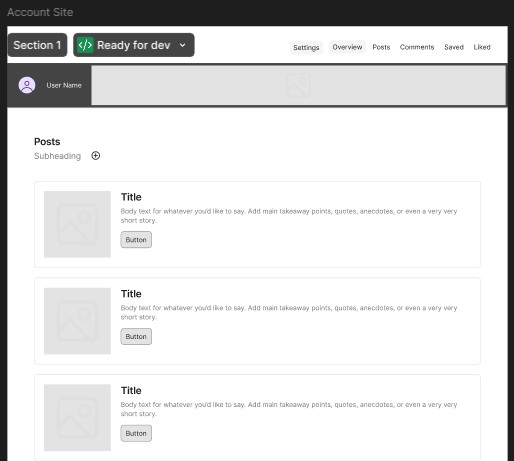 Account Site
Section 1
Ready for dev
Settings Overview Posts Comments Saved Liked
User Name
Posts
Subheading
Title
Body text for whatever you'd like to say. Add main takeaway points, quotes, anecdotes, or even a very very
short story.
Button
Title
Body text for whatever you'd like to say. Add main takeaway points, quotes, anecdotes, or even a very very
short story.
Button
Title
Body text for whatever you'd like to say. Add main takeaway points, quotes, anecdotes, or even a very very
short story.
Button